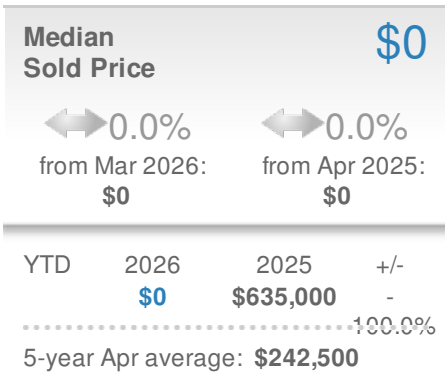 Median $0
Sold Price
0.0% 0.0%
from Mar 2026: from Apr 2025:
$0 $0
YTD 2026 2025 +/-
$0 $635,000 -
100.0%
5-year Apr average: $242,500